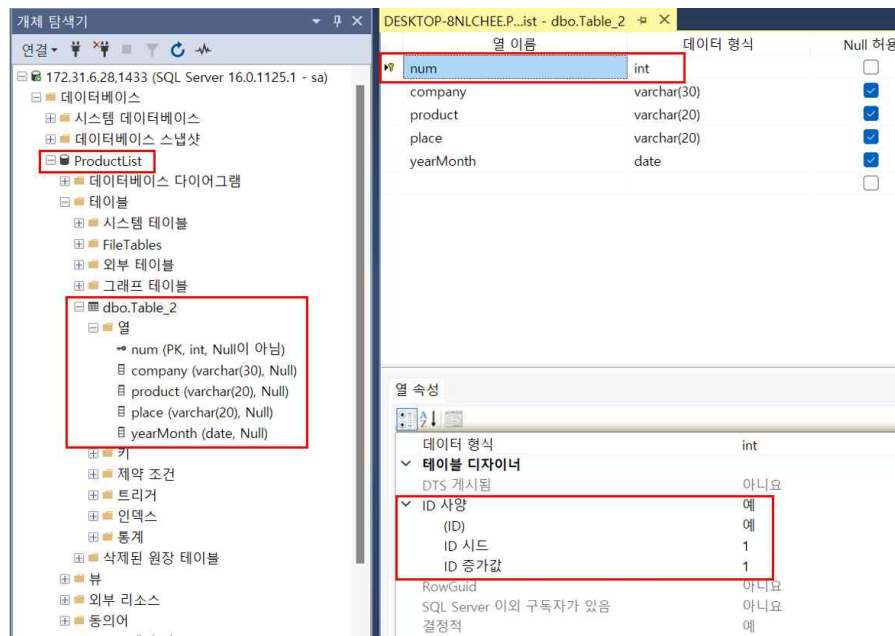 개체 탐색기
연결
172.31.6.28,1433 (SQL Server 16.0.1125.1 - sa)
데이터베이스
시스템 데이터베이스
데이터베이스 스냅샷
ProductList
데이터베이스 다이어그램
테이블
시스템 테이블
FileTables
외부 테이블
그래프 테이블
dbo.Table_2
열
num (PK, int, Null이 아님)
company (varchar(30), Null)
product (varchar(20), Null)
place (varchar(20), Null)
yearMonth (date, Null)
키
제약 조건
트리거
인덱스
통계
삭제된 원장 테이블
뷰
외부 리소스
동의어
DESKTOP-8NLCHEE.P...ist - dbo.Table_2
열 이름 데이터 형식 Null 허용
num int
company varchar(30)
product varchar(20)
place varchar(20)
yearMonth date
열 속성
데이터 형식 int
테이블 디자이너
DTS 게시됨 아니요
ID 사양 예
(ID) 예
ID 시드 1
ID 증가값 1
RowGuid 아니요
SQL Server 이외 구독자가 있음 아니요
결정적 예